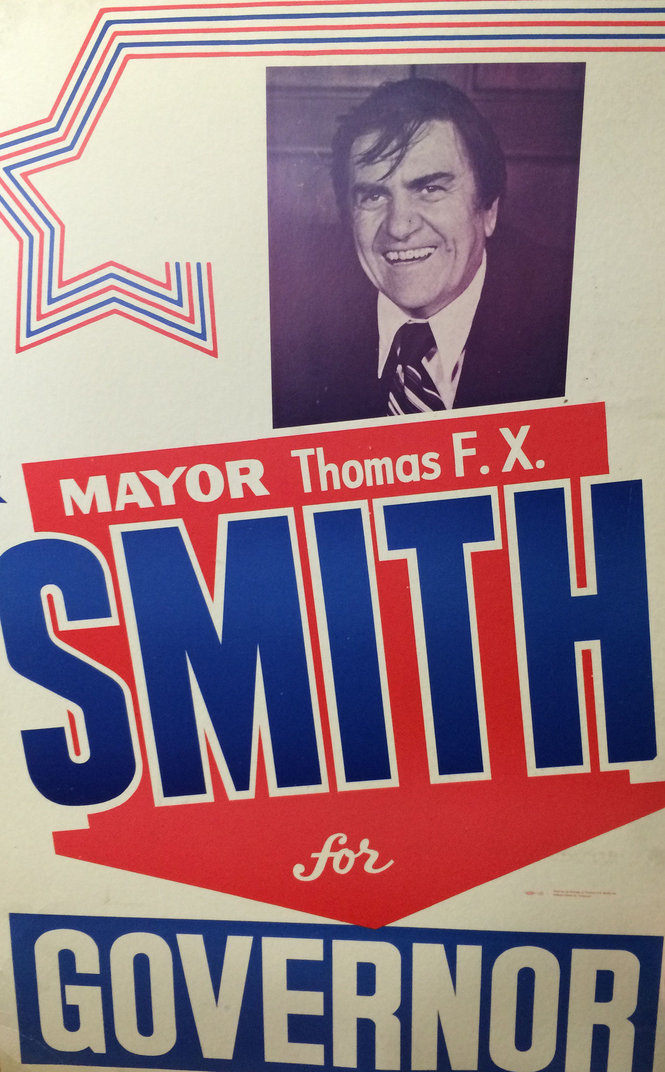 MAYOR Thomas F. X.
SMITH
for
GOVERNOR